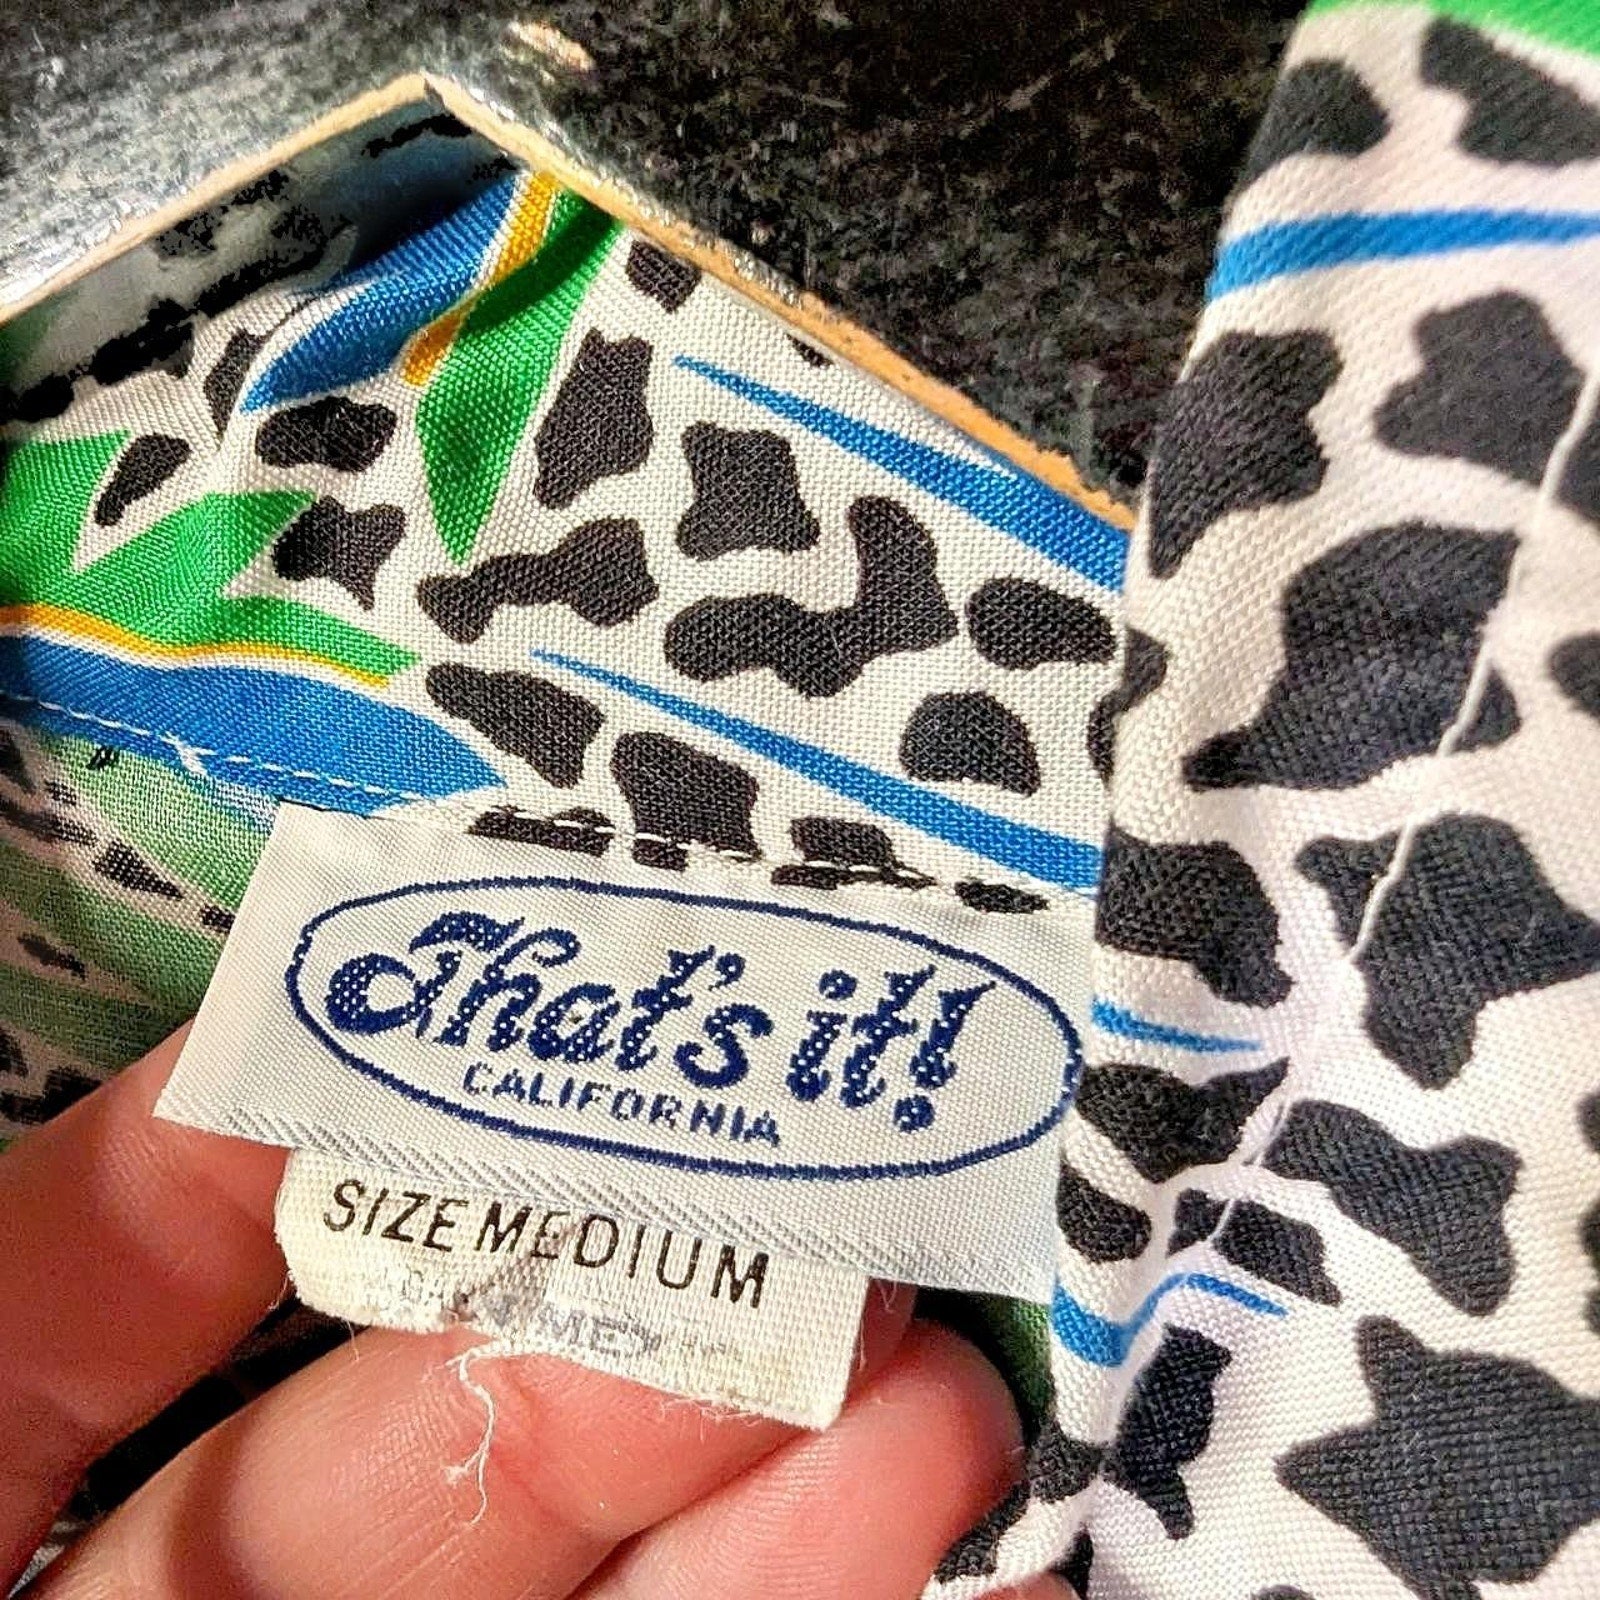 That's it!
CALIFORNIA
SIZE MEDIUM